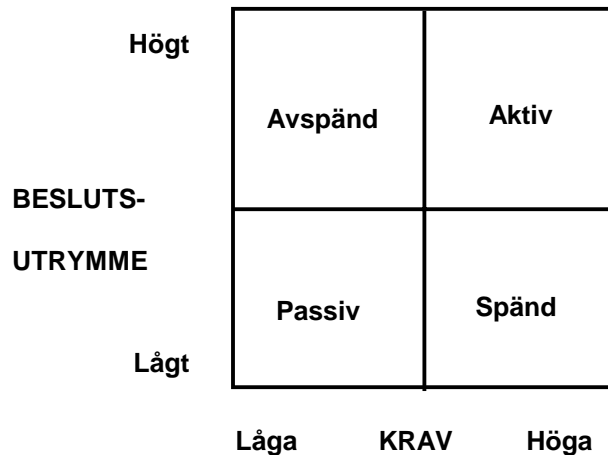 Högt
Avspänd
Aktiv
BESLUTS-
UTRYMME
Passiv
Spänd
Lågt
Låga KRAV Höga